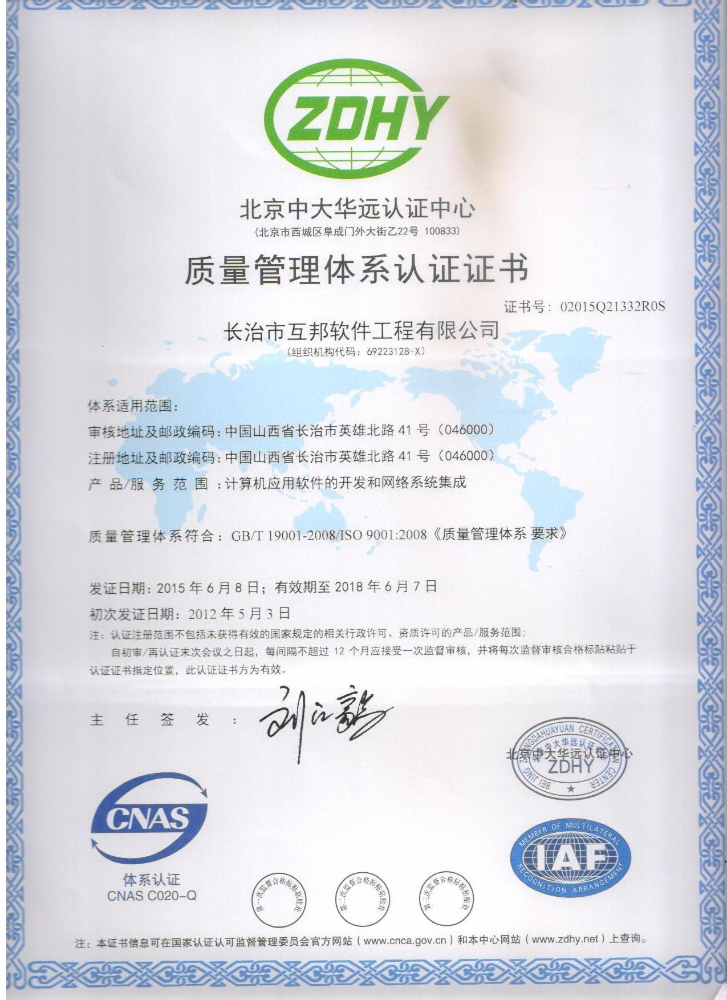 ZDHY
北京中大华远认证中心
(北京市西城区阜成门外大街乙22号 100833)
质量管理体系认证证书
证书号：02015Q21332R0S
长治市互邦软件工程有限公司
（组织机构代码：69223128-X）
体系适用范围：
审核地址及邮政编码：中国山西省长治市英雄北路 41 号（046000）
注册地址及邮政编码：中国山西省长治市英雄北路 41 号（046000）
产 品/服 务 范 围 ：计算机应用软件的开发和网络系统集成
质量管理体系符合：GB/T 19001-2008/ISO 9001:2008《质量管理体系 要求》
发证日期：2015 年 6 月 8 日；有效期至 2018 年 6 月 7 日
初次发证日期：2012 年 5 月 3 日
注：认证注册范围不包括未获得有效的国家规定的相关行政许可、资质许可的产品/服务范围；
自初审/再认证末次会议之日起，每间隔不超过 12 个月应接受一次监督审核，并将每次监督审核合格标贴粘贴于
认证证书指定位置，此认证证书方为有效。
主 任 签 发 ：
刘江毅
BEI JING ZHONGDAHUAYUAN CERTIFICATION CENTER
北京中大华远认证中心
北京中大华远认证中心
ZDHY
CNAS
体系认证
CNAS C020-Q
MEMBER OF MULTILATERAL
IAF
RECOGNITION ARRANGEMENT
第一次监督合格标贴粘贴处
第二次监督合格标贴粘贴处
第三次监督合格标贴粘贴处
注：本证书信息可在国家认证认可监督管理委员会官方网站（www.cnca.gov.cn）和本中心网站（www.zdhy.net）上查询。